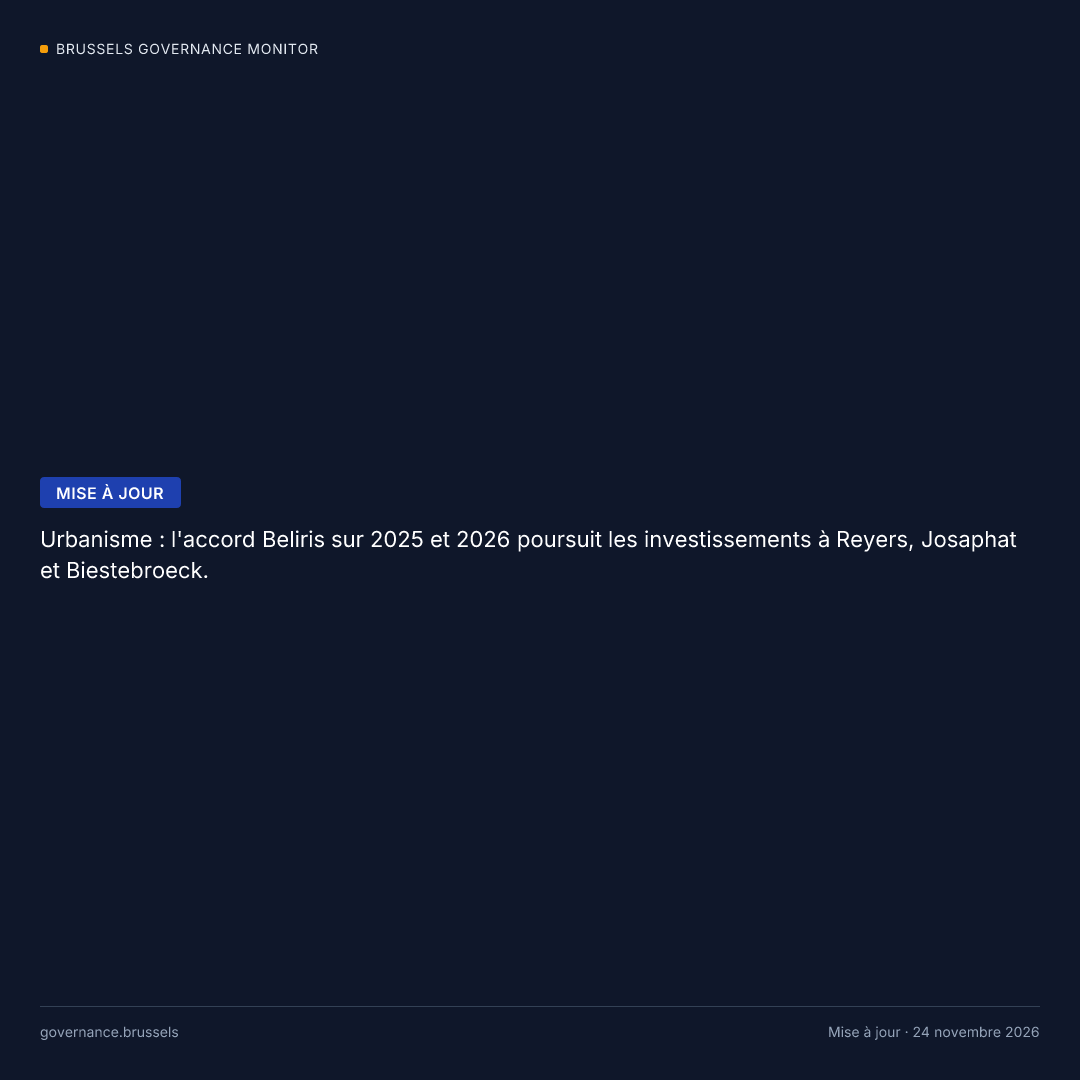 BRUSSELS GOVERNANCE MONITOR
MISE À JOUR
Urbanisme : l'accord Beliris sur 2025 et 2026 poursuit les investissements à Reyers, Josaphat
et Biestebroeck.
governance.brussels
Mise à jour · 24 novembre 2026